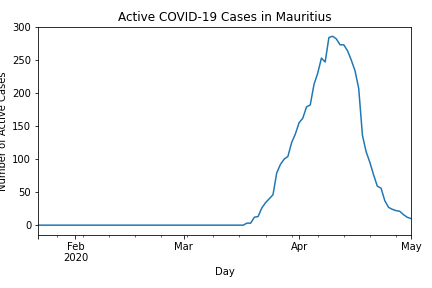 Active COVID-19 Cases in Mauritius
300
250
200
150
100
50
0
Number of Active Cases
Feb
2020
Mar
Apr
May
Day